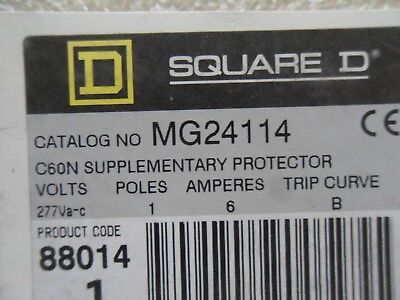 D SQUARE D®
CATALOG NO MG24114 CE
C60N SUPPLEMENTARY PROTECTOR
VOLTS POLES AMPERES TRIP CURVE
277Va-c 1 6 B
PRODUCT CODE
88014
1